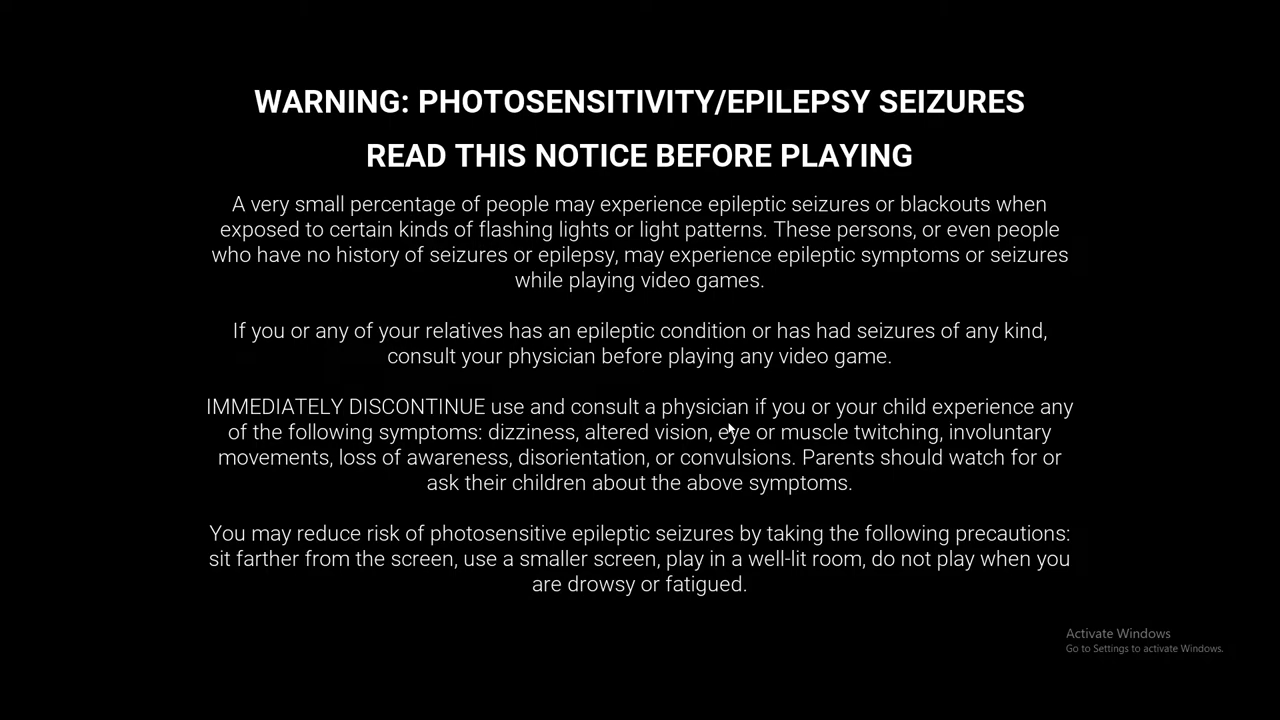 WARNING: PHOTOSENSITIVITY/EPILEPSY SEIZURES
READ THIS NOTICE BEFORE PLAYING
A very small percentage of people may experience epileptic seizures or blackouts when
exposed to certain kinds of flashing lights or light patterns. These persons, or even people
who have no history of seizures or epilepsy, may experience epileptic symptoms or seizures
while playing video games.
If you or any of your relatives has an epileptic condition or has had seizures of any kind,
consult your physician before playing any video game.
IMMEDIATELY DISCONTINUE use and consult a physician if you or your child experience any
of the following symptoms: dizziness, altered vision, eye or muscle twitching, involuntary
movements, loss of awareness, disorientation, or convulsions. Parents should watch for or
ask their children about the above symptoms.
You may reduce risk of photosensitive epileptic seizures by taking the following precautions:
sit farther from the screen, use a smaller screen, play in a well-lit room, do not play when you
are drowsy or fatigued.
Activate Windows
Go to Settings to activate Windows.